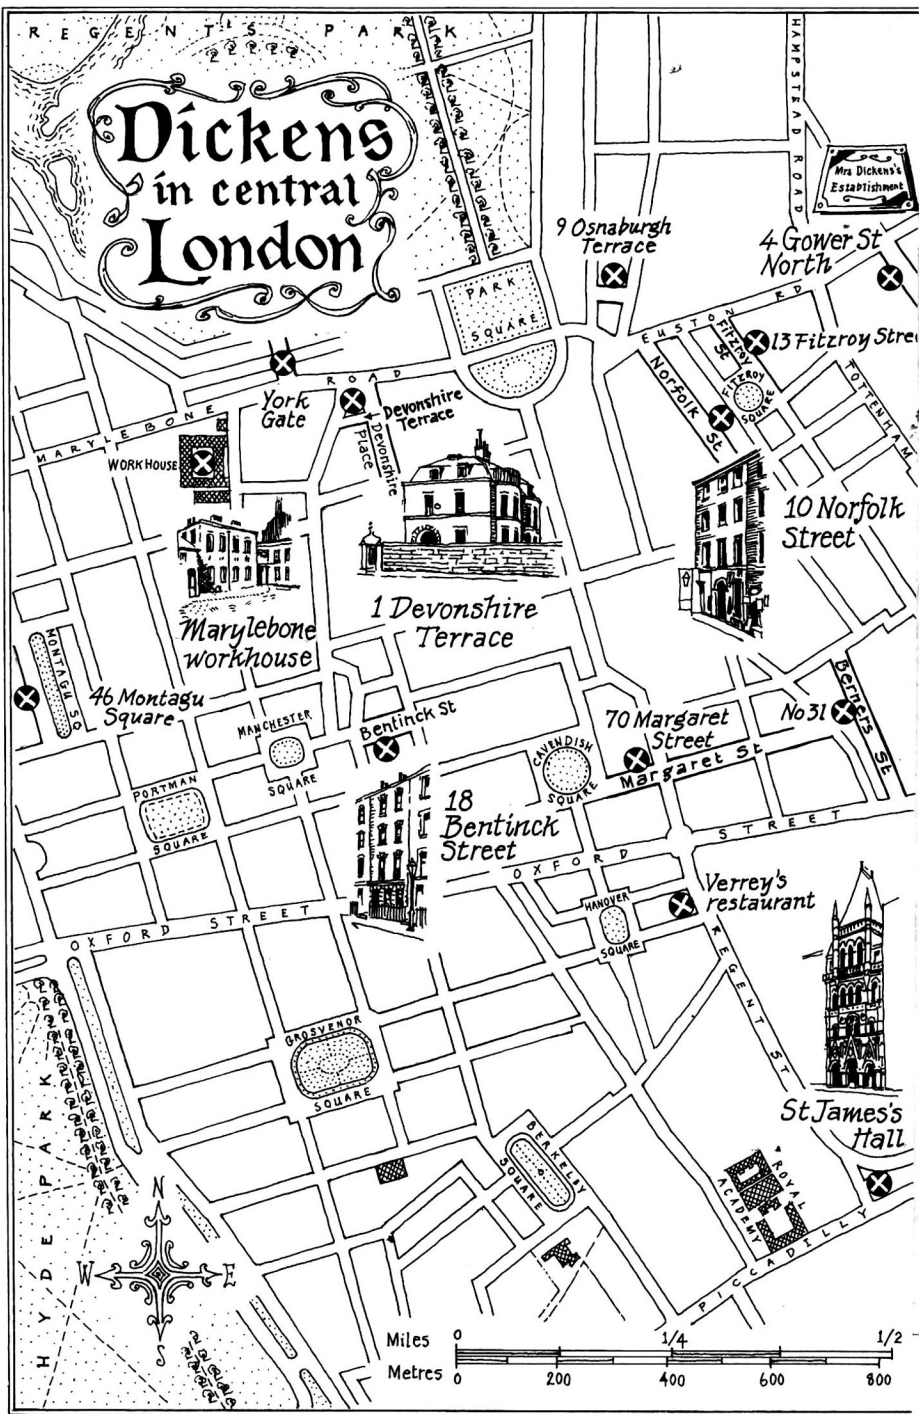 REGENT'S PARK
Dickens
in central
London
HAMPSTEAD ROAD
Mrs Dickens's
Establishment
9 Osnaburgh
Terrace
4 Gower St
North
PARK
SQUARE
EUSTON RD
Fitzroy
St
13 Fitzroy Stree
FITZROY
SQUARE
TOTTENHAM
Norfolk St
York
Gate
MARYLEBONE ROAD
Devonshire
Terrace
Devonshire
Place
WORKHOUSE
10 Norfolk
Street
Marylebone
workhouse
1 Devonshire
Terrace
MONTAGU SQ
46 Montagu
Square
MANCHESTER
SQUARE
Bentinck St
70 Margaret
Street
Margaret St
No 31
Berners St
CAVENDISH
SQUARE
PORTMAN
SQUARE
18
Bentinck
Street
OXFORD STREET
OXFORD STREET
HANOVER
SQUARE
Verrey's
restaurant
REGENT ST
GROSVENOR
SQUARE
St James's
Hall
BERKELEY
SQUARE
ROYAL
ACADEMY
PICCADILLY
HYDE PARK
N
W E
S
Miles 0 1/4 1/2
Metres 0 200 400 600 800